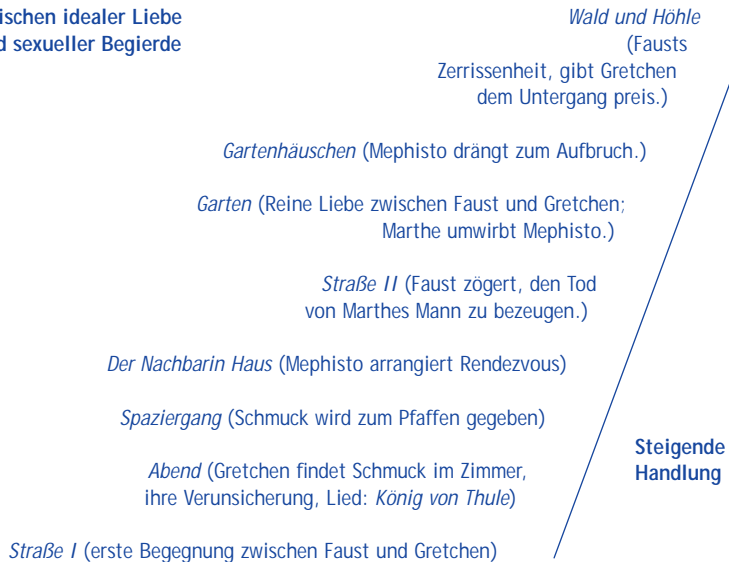 zwischen idealer Liebe
und sexueller Begierde
Wald und Höhle
(Fausts
Zerrissenheit, gibt Gretchen
dem Untergang preis.)
Gartenhäuschen (Mephisto drängt zum Aufbruch.)
Garten (Reine Liebe zwischen Faust und Gretchen;
Marthe umwirbt Mephisto.)
Straße II (Faust zögert, den Tod
von Marthes Mann zu bezeugen.)
Der Nachbarin Haus (Mephisto arrangiert Rendezvous)
Spaziergang (Schmuck wird zum Pfaffen gegeben)
Abend (Gretchen findet Schmuck im Zimmer,
ihre Verunsicherung, Lied: König von Thule)
Steigende
Handlung
Straße I (erste Begegnung zwischen Faust und Gretchen)